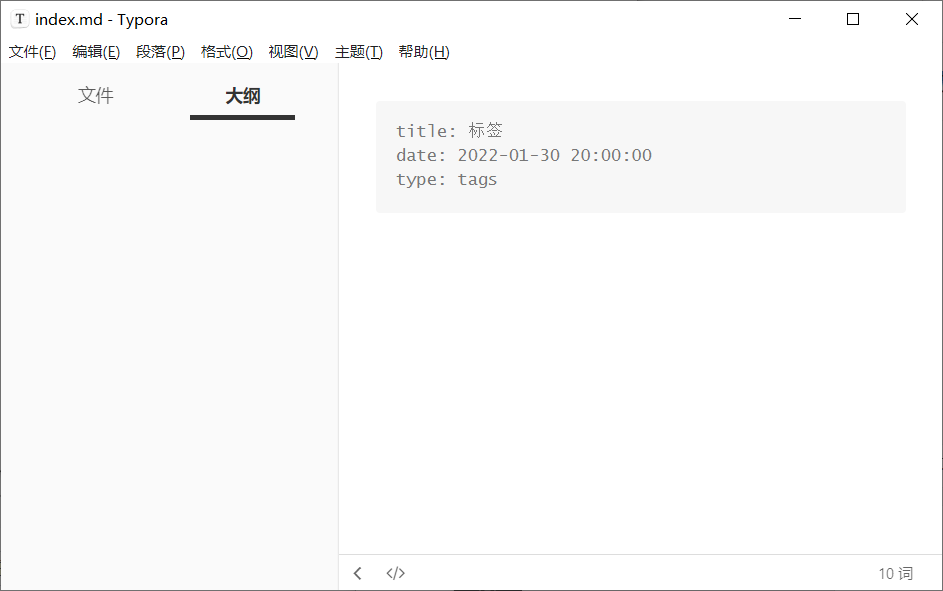 T index.md - Typora
文件(F) 编辑(E) 段落(P) 格式(O) 视图(V) 主题(T) 帮助(H)
文件 大纲
title: 标签
date: 2022-01-30 20:00:00
type: tags
</> 10 词